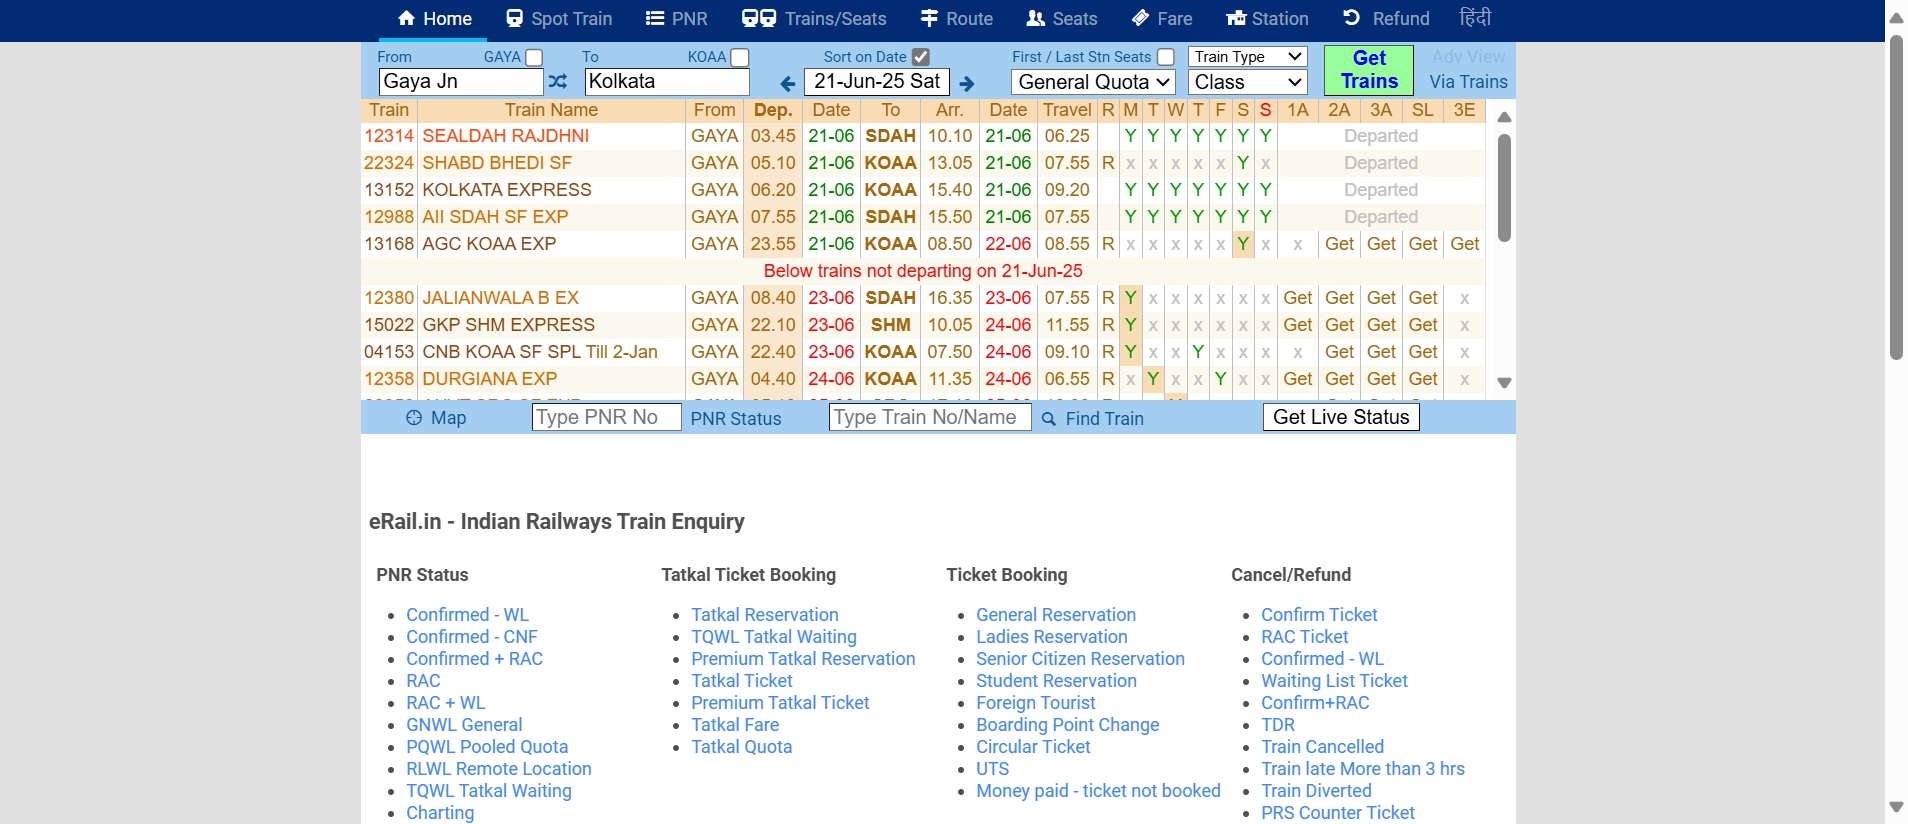 Home Spot Train PNR Trains/Seats Route Seats Fare Station Refund हिंदी
From GAYA To KOAA Sort on Date First / Last Stn Seats Train Type Get Trains Adv View
Gaya Jn Kolkata 21-Jun-25 Sat General Quota Class Via Trains
Train Train Name From Dep. Date To Arr. Date Travel R M T W T F S S 1A 2A 3A SL 3E
12314 SEALDAH RAJDHNI GAYA 03.45 21-06 SDAH 10.10 21-06 06.25 Y Y Y Y Y Y Y Departed
22324 SHABD BHEDI SF GAYA 05.10 21-06 KOAA 13.05 21-06 07.55 R x x x x x Y x Departed
13152 KOLKATA EXPRESS GAYA 06.20 21-06 KOAA 15.40 21-06 09.20 Y Y Y Y Y Y Y Departed
12988 AII SDAH SF EXP GAYA 07.55 21-06 SDAH 15.50 21-06 07.55 Y Y Y Y Y Y Y Departed
13168 AGC KOAA EXP GAYA 23.55 21-06 KOAA 08.50 22-06 08.55 R x x x x x Y x x Get Get Get Get
Below trains not departing on 21-Jun-25
12380 JALIANWALA B EX GAYA 08.40 23-06 SDAH 16.35 23-06 07.55 R Y x x x x x x Get Get Get Get x
15022 GKP SHM EXPRESS GAYA 22.10 23-06 SHM 10.05 24-06 11.55 R Y x x x x x x Get Get Get Get x
04153 CNB KOAA SF SPL Till 2-Jan GAYA 22.40 23-06 KOAA 07.50 24-06 09.10 R Y x x Y x x x x Get Get Get x
12358 DURGIANA EXP GAYA 04.40 24-06 KOAA 11.35 24-06 06.55 R x Y x x Y x x Get Get Get Get x
Map Type PNR No PNR Status Type Train No/Name Find Train Get Live Status
eRail.in - Indian Railways Train Enquiry
PNR Status
Confirmed - WL
Confirmed - CNF
Confirmed + RAC
RAC
RAC + WL
GNWL General
PQWL Pooled Quota
RLWL Remote Location
TQWL Tatkal Waiting
Charting
Tatkal Ticket Booking
Tatkal Reservation
TQWL Tatkal Waiting
Premium Tatkal Reservation
Tatkal Ticket
Premium Tatkal Ticket
Tatkal Fare
Tatkal Quota
Ticket Booking
General Reservation
Ladies Reservation
Senior Citizen Reservation
Student Reservation
Foreign Tourist
Boarding Point Change
Circular Ticket
UTS
Money paid - ticket not booked
Cancel/Refund
Confirm Ticket
RAC Ticket
Confirmed - WL
Waiting List Ticket
Confirm+RAC
TDR
Train Cancelled
Train late More than 3 hrs
Train Diverted
PRS Counter Ticket